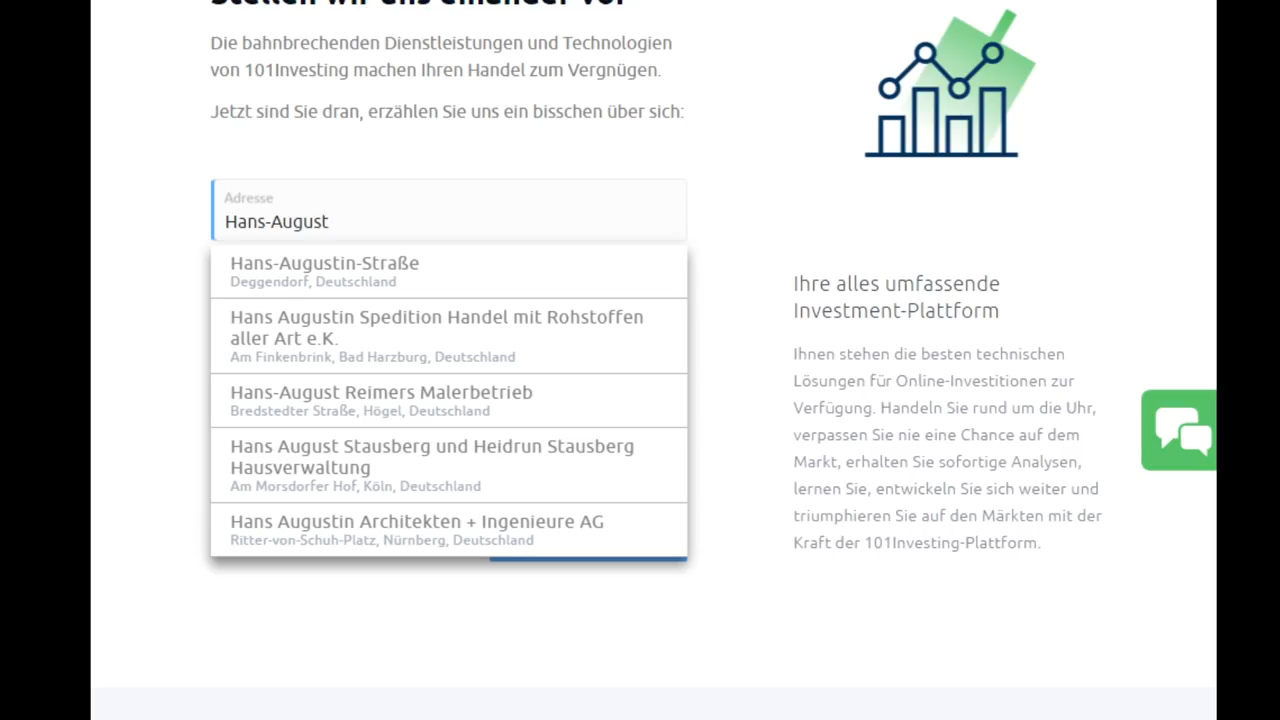 Stellen wir uns einander vor
Die bahnbrechenden Dienstleistungen und Technologien
von 101Investing machen Ihren Handel zum Vergnügen.
Jetzt sind Sie dran, erzählen Sie uns ein bisschen über sich:
Adresse
Hans-August
Hans-Augustin-Straße
Deggendorf, Deutschland
Hans Augustin Spedition Handel mit Rohstoffen
aller Art e.K.
Am Finkenbrink, Bad Harzburg, Deutschland
Hans-August Reimers Malerbetrieb
Bredstedter Straße, Högel, Deutschland
Hans August Stausberg und Heidrun Stausberg
Hausverwaltung
Am Morsdorfer Hof, Köln, Deutschland
Hans Augustin Architekten + Ingenieure AG
Ritter-von-Schuh-Platz, Nürnberg, Deutschland
Ihre alles umfassende
Investment-Plattform
Ihnen stehen die besten technischen
Lösungen für Online-Investitionen zur
Verfügung. Handeln Sie rund um die Uhr,
verpassen Sie nie eine Chance auf dem
Markt, erhalten Sie sofortige Analysen,
lernen Sie, entwickeln Sie sich weiter und
triumphieren Sie auf den Märkten mit der
Kraft der 101Investing-Plattform.